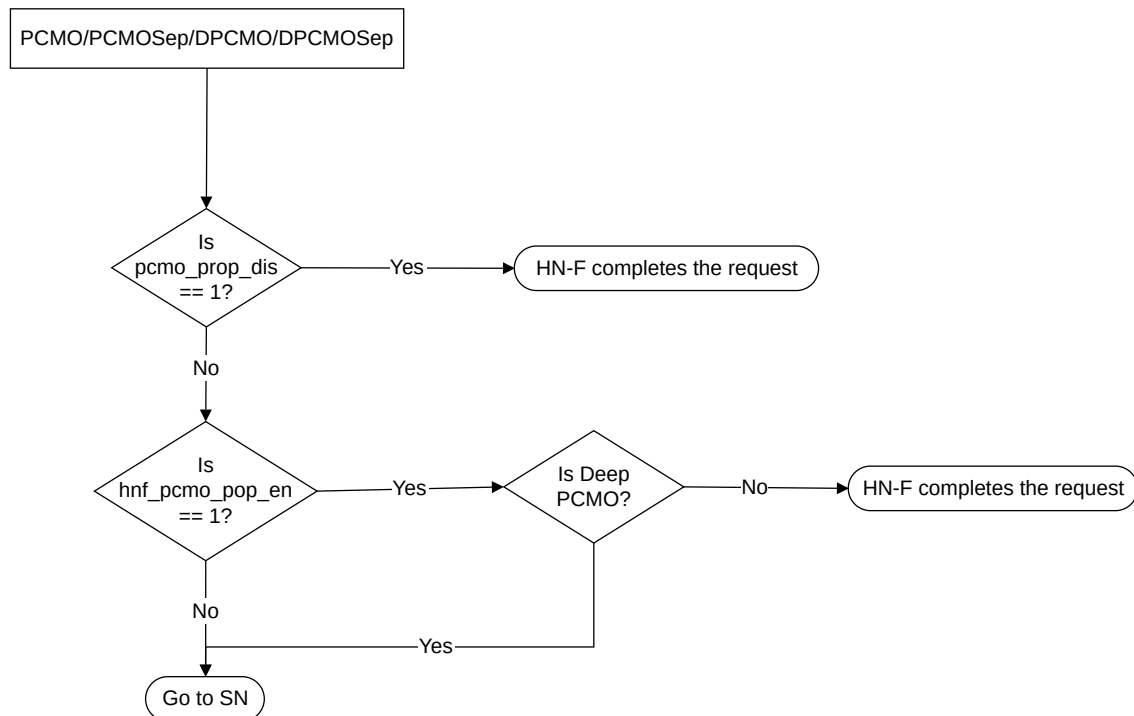 PCMO/PCMOSep/DPCMO/DPCMOSep
Is
pcmo_prop_dis
== 1?
Yes
HN-F completes the request
No
Is
hnf_pcmo_pop_en
== 1?
Yes
Is Deep
PCMO?
No
HN-F completes the request
No
Yes
Go to SN